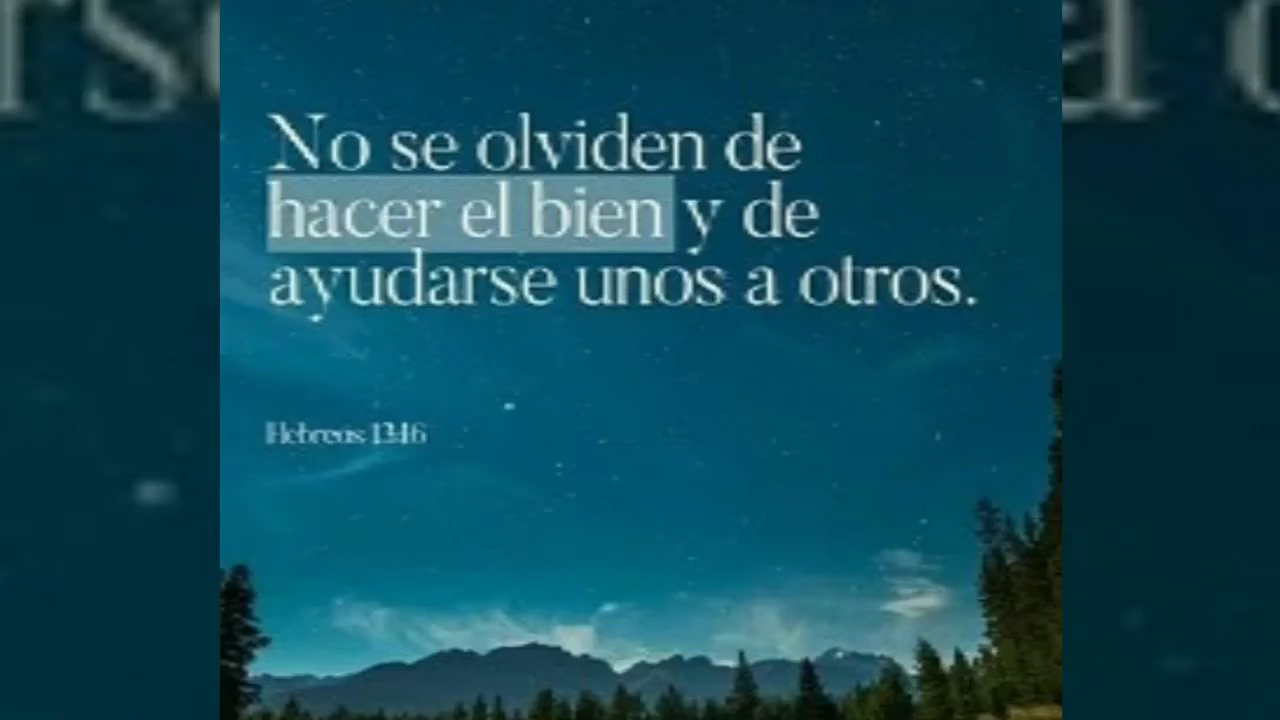 No se olviden de
hacer el bien y de
ayudarse unos a otros.
Hebreos 13:16